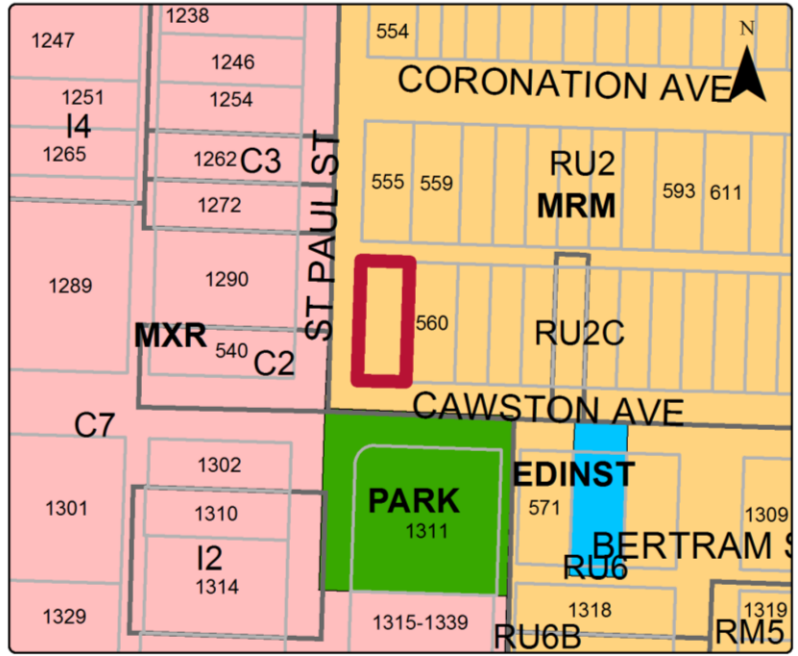 1238
554
N
1247
1246
CORONATION AVE
1251
1254
I4
1265
1262
C3
RU2
555
559
593
611
1272
MRM
ST PAUL ST
1289
1290
560
RU2C
MXR
540
C2
CAWSTON AVE
C7
1302
EDINST
PARK
1301
1310
571
1309
1311
BERTRAM S
I2
RU6
1314
1329
1315-1339
1318
1319
RU6B
RM5